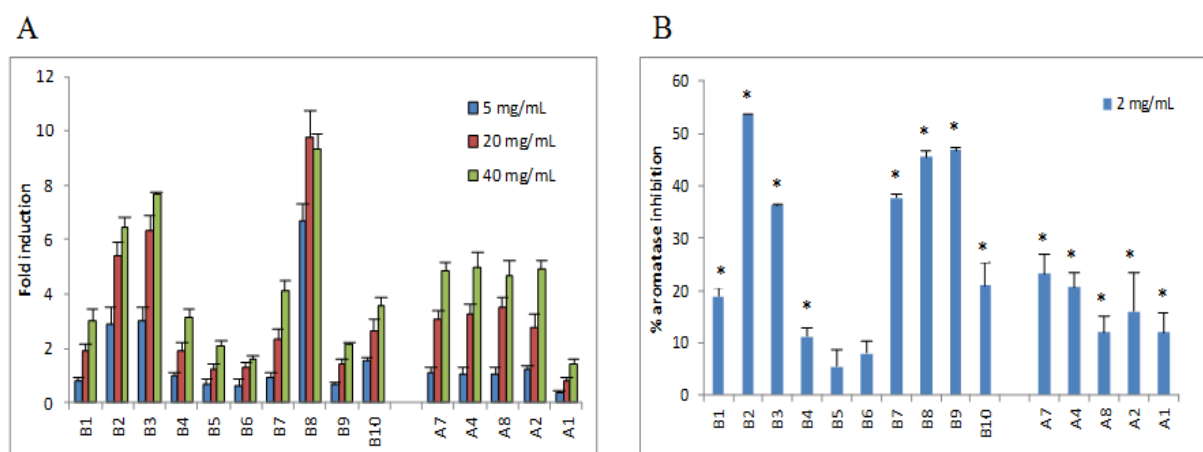 A
Fold induction
12
10
8
6
4
2
0
5 mg/mL
20 mg/mL
40 mg/mL
B1 B2 B3 B4 B5 B6 B7 B8 B9 B10 A7 A4 A8 A2 A1
B
% aromatase inhibition
60
50
40
30
20
10
0
2 mg/mL
* * * * * * * * * * * * *
B1 B2 B3 B4 B5 B6 B7 B8 B9 B10 A7 A4 A8 A2 A1